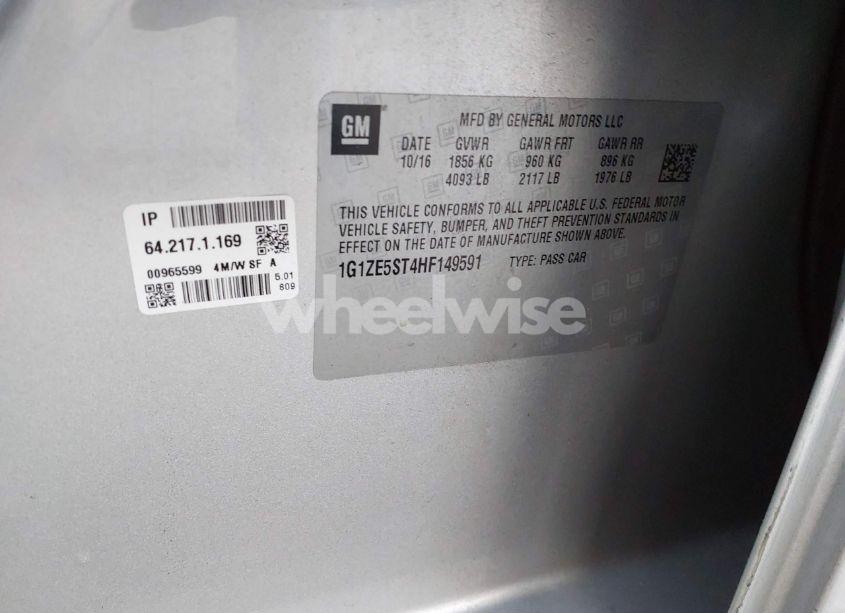 GM
MFD BY GENERAL MOTORS LLC
DATE GVWR GAWR FRT GAWR RR
10/16 1856 KG 960 KG 896 KG
4093 LB 2117 LB 1976 LB
THIS VEHICLE CONFORMS TO ALL APPLICABLE U.S. FEDERAL MOTOR
VEHICLE SAFETY, BUMPER, AND THEFT PREVENTION STANDARDS IN
EFFECT ON THE DATE OF MANUFACTURE SHOWN ABOVE.
1G1ZE5ST4HF149591 TYPE: PASS CAR
IP
64.217.1.169
00965599 4M/W SF A
5.01
609
wheelwise